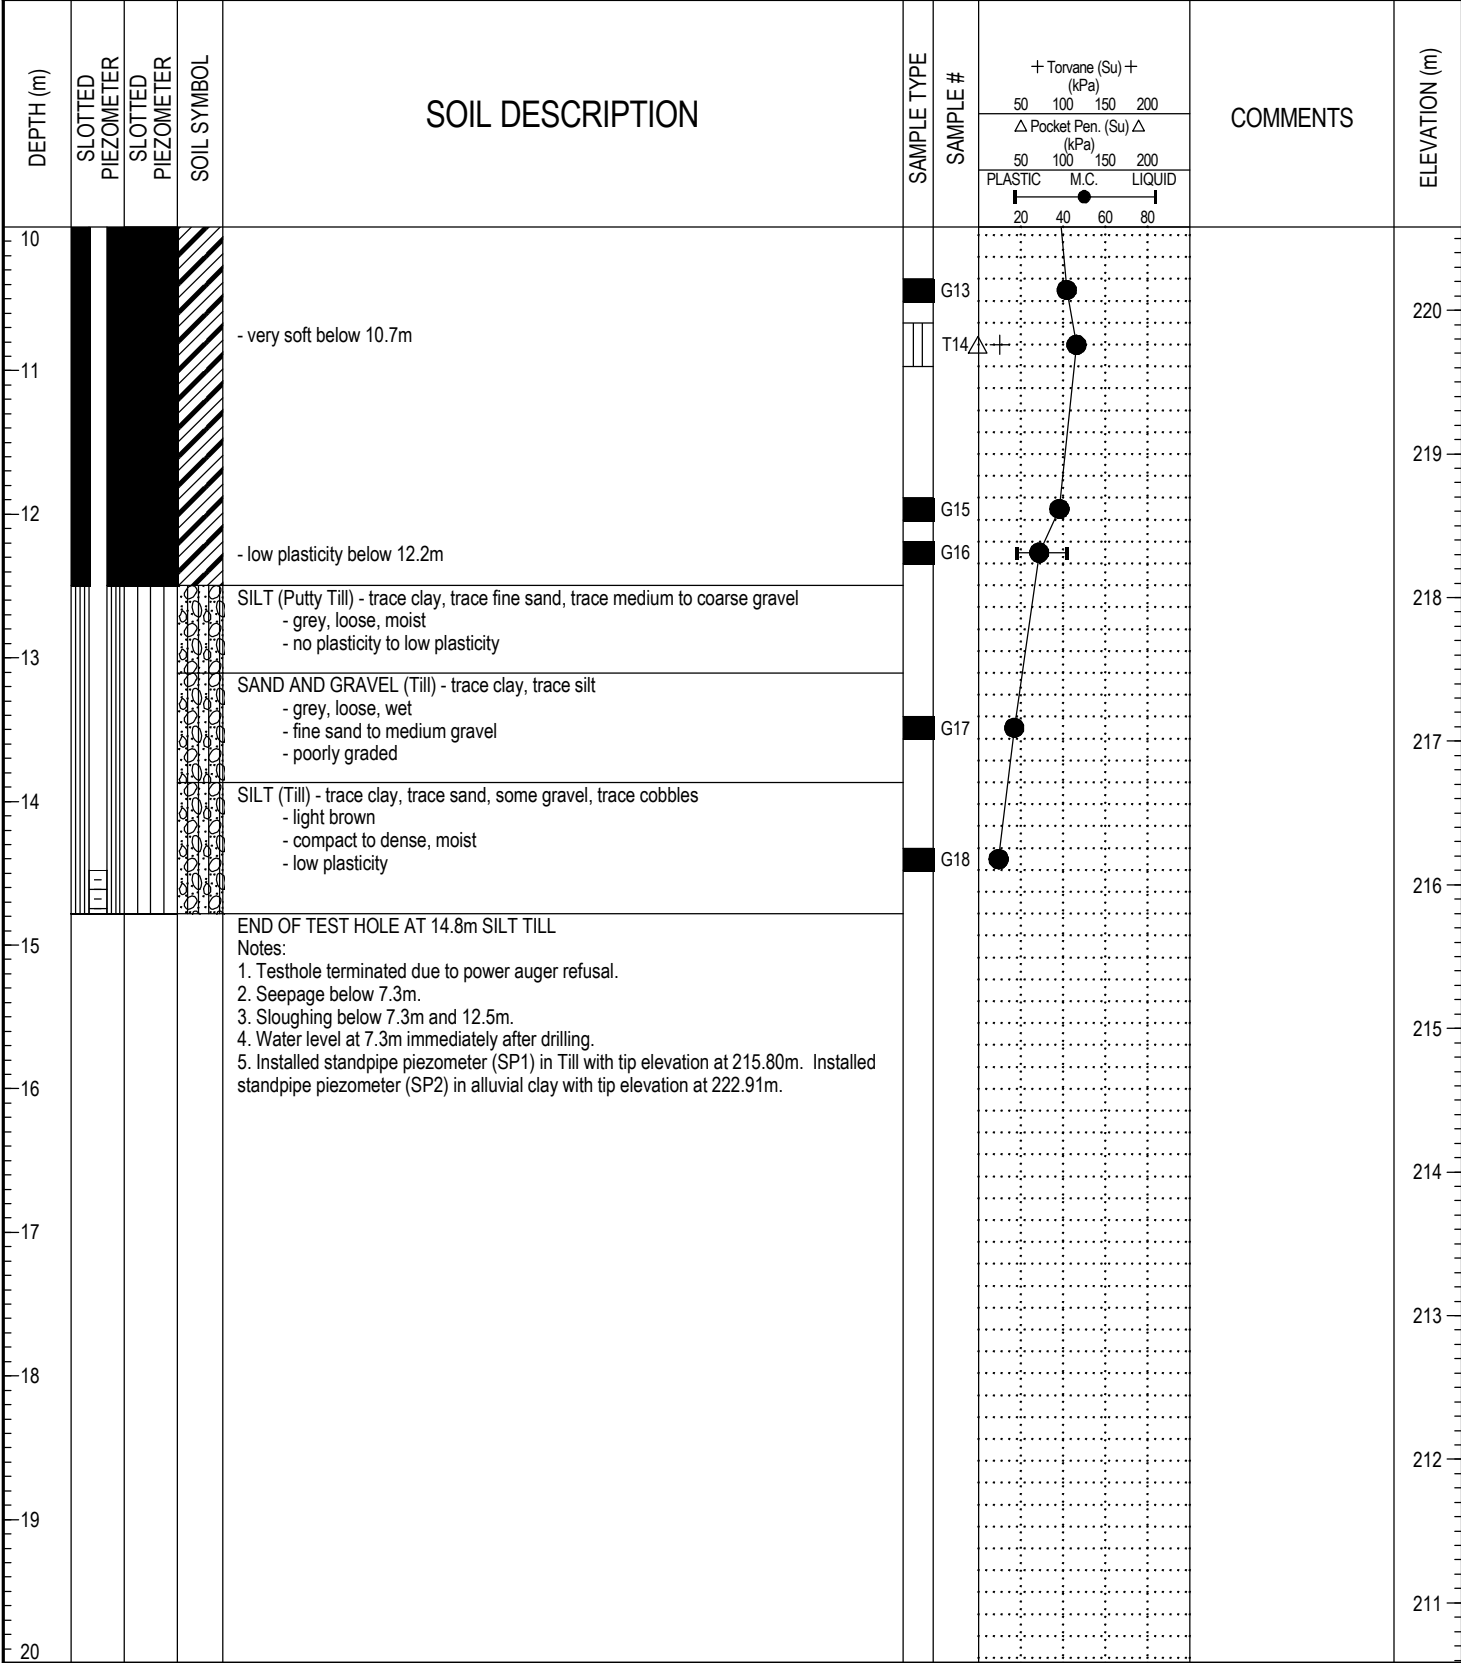 DEPTH (m)
SLOTTED
PIEZOMETER
SLOTTED
PIEZOMETER
SOIL SYMBOL
SOIL DESCRIPTION
SAMPLE TYPE
SAMPLE #
+ Torvane (Su) +
(kPa)
50 100 150 200
△ Pocket Pen. (Su) △
(kPa)
50 100 150 200
PLASTIC M.C. LIQUID
20 40 60 80
COMMENTS
ELEVATION (m)
10
G13
220
- very soft below 10.7m
T14
11
219
G15
12
- low plasticity below 12.2m
G16
SILT (Putty Till) - trace clay, trace fine sand, trace medium to coarse gravel
218
- grey, loose, moist
- no plasticity to low plasticity
13
SAND AND GRAVEL (Till) - trace clay, trace silt
- grey, loose, wet
- fine sand to medium gravel
G17
217
- poorly graded
14
SILT (Till) - trace clay, trace sand, some gravel, trace cobbles
- light brown
- compact to dense, moist
- low plasticity
G18
216
END OF TEST HOLE AT 14.8m SILT TILL
15
Notes:
1. Testhole terminated due to power auger refusal.
2. Seepage below 7.3m.
3. Sloughing below 7.3m and 12.5m.
215
4. Water level at 7.3m immediately after drilling.
5. Installed standpipe piezometer (SP1) in Till with tip elevation at 215.80m. Installed
16
standpipe piezometer (SP2) in alluvial clay with tip elevation at 222.91m.
214
17
213
18
212
19
211
20